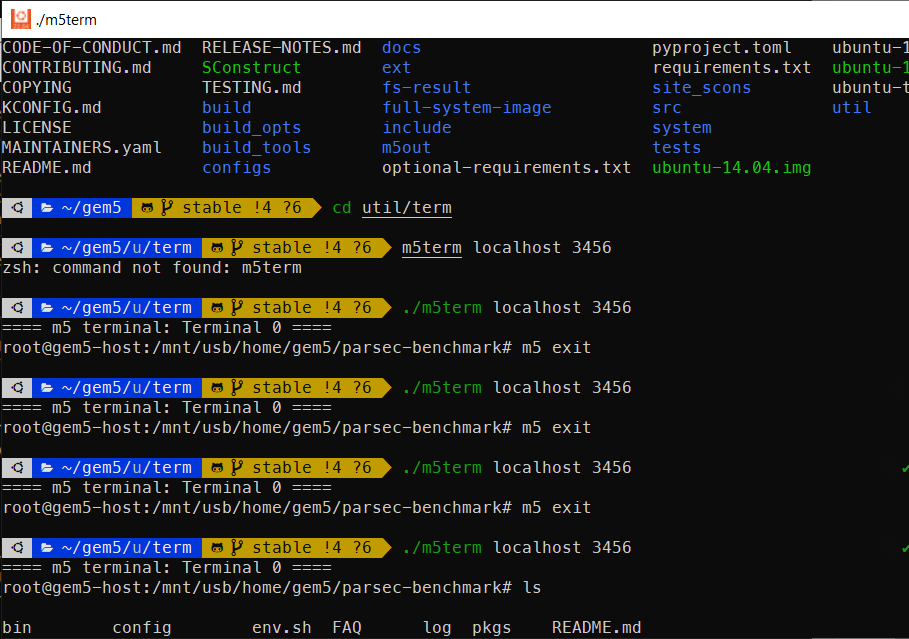 ./m5term
CODE-OF-CONDUCT.md RELEASE-NOTES.md docs pyproject.toml ubuntu-1
CONTRIBUTING.md SConstruct ext requirements.txt ubuntu-1
COPYING TESTING.md fs-result site_scons ubuntu-t
KCONFIG.md build full-system-image src util
LICENSE build_opts include system
MAINTAINERS.yaml build_tools m5out tests
README.md configs optional-requirements.txt ubuntu-14.04.img
~/gem5 stable !4 ?6 cd util/term
~/gem5/u/term stable !4 ?6 m5term localhost 3456
zsh: command not found: m5term
~/gem5/u/term stable !4 ?6 ./m5term localhost 3456
==== m5 terminal: Terminal 0 ====
root@gem5-host:/mnt/usb/home/gem5/parsec-benchmark# m5 exit
~/gem5/u/term stable !4 ?6 ./m5term localhost 3456
==== m5 terminal: Terminal 0 ====
root@gem5-host:/mnt/usb/home/gem5/parsec-benchmark# m5 exit
~/gem5/u/term stable !4 ?6 ./m5term localhost 3456
==== m5 terminal: Terminal 0 ====
root@gem5-host:/mnt/usb/home/gem5/parsec-benchmark# m5 exit
~/gem5/u/term stable !4 ?6 ./m5term localhost 3456
==== m5 terminal: Terminal 0 ====
root@gem5-host:/mnt/usb/home/gem5/parsec-benchmark# ls
bin config env.sh FAQ log pkgs README.md